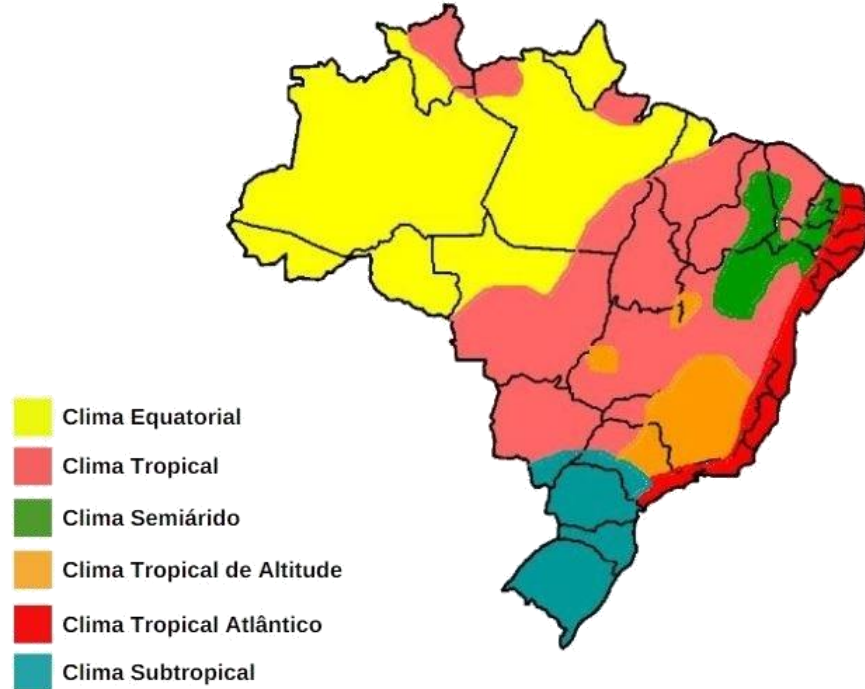 Clima Equatorial
Clima Tropical
Clima Semiárido
Clima Tropical de Altitude
Clima Tropical Atlântico
Clima Subtropical